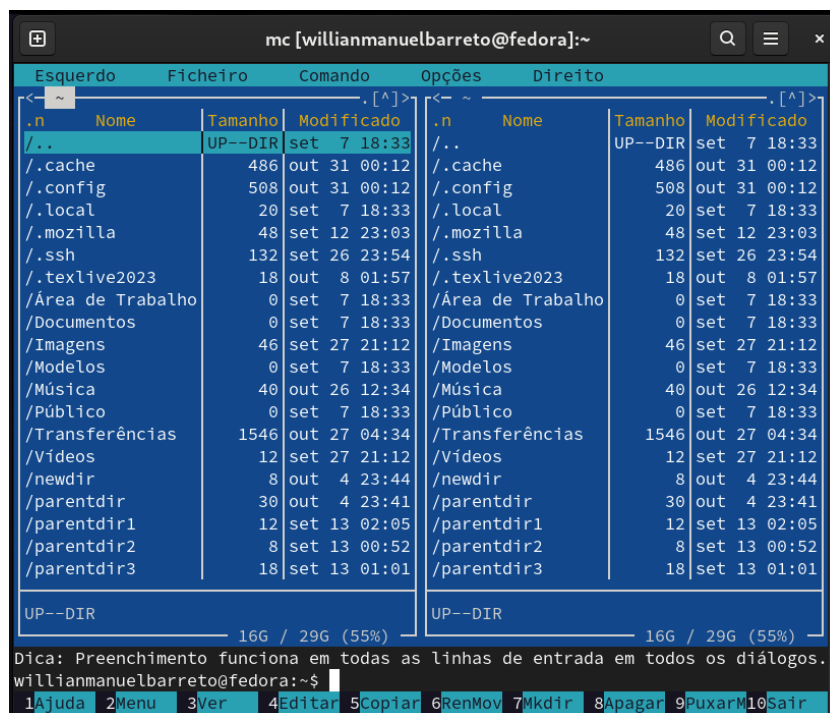 mc [willianmanuelbarreto@fedora]:~
Esquerdo Ficheiro Comando Opções Direito
<─ ~ ─.[^]>
.n Nome Tamanho Modificado
/.. UP--DIR set 7 18:33
/.cache 486 out 31 00:12
/.config 508 out 31 00:12
/.local 20 set 7 18:33
/.mozilla 48 set 12 23:03
/.ssh 132 set 26 23:54
/.texlive2023 18 out 8 01:57
/Área de Trabalho 0 set 7 18:33
/Documentos 0 set 7 18:33
/Imagens 46 set 27 21:12
/Modelos 0 set 7 18:33
/Música 40 out 26 12:34
/Público 0 set 7 18:33
/Transferências 1546 out 27 04:34
/Vídeos 12 set 27 21:12
/newdir 8 out 4 23:44
/parentdir 30 out 4 23:41
/parentdir1 12 set 13 02:05
/parentdir2 8 set 13 00:52
/parentdir3 18 set 13 01:01
UP--DIR
16G / 29G (55%)
<─ ~ ─.[^]>
.n Nome Tamanho Modificado
/.. UP--DIR set 7 18:33
/.cache 486 out 31 00:12
/.config 508 out 31 00:12
/.local 20 set 7 18:33
/.mozilla 48 set 12 23:03
/.ssh 132 set 26 23:54
/.texlive2023 18 out 8 01:57
/Área de Trabalho 0 set 7 18:33
/Documentos 0 set 7 18:33
/Imagens 46 set 27 21:12
/Modelos 0 set 7 18:33
/Música 40 out 26 12:34
/Público 0 set 7 18:33
/Transferências 1546 out 27 04:34
/Vídeos 12 set 27 21:12
/newdir 8 out 4 23:44
/parentdir 30 out 4 23:41
/parentdir1 12 set 13 02:05
/parentdir2 8 set 13 00:52
/parentdir3 18 set 13 01:01
UP--DIR
16G / 29G (55%)
Dica: Preenchimento funciona em todas as linhas de entrada em todos os diálogos.
willianmanuelbarreto@fedora:~$
1Ajuda 2Menu 3Ver 4Editar 5Copiar 6RenMov 7Mkdir 8Apagar 9PuxarM 10Sair